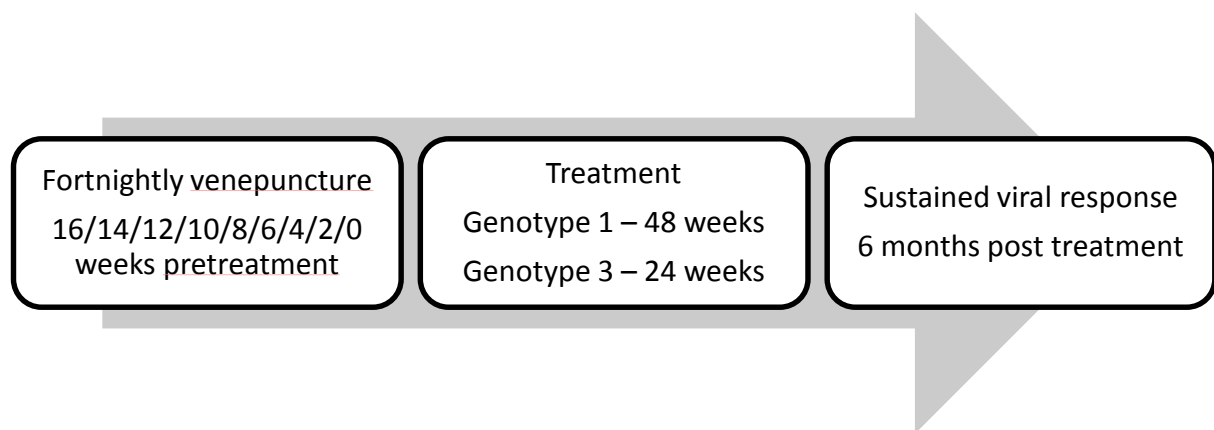 Fortnightly venepuncture
16/14/12/10/8/6/4/2/0
weeks pretreatment
Treatment
Genotype 1 – 48 weeks
Genotype 3 – 24 weeks
Sustained viral response
6 months post treatment